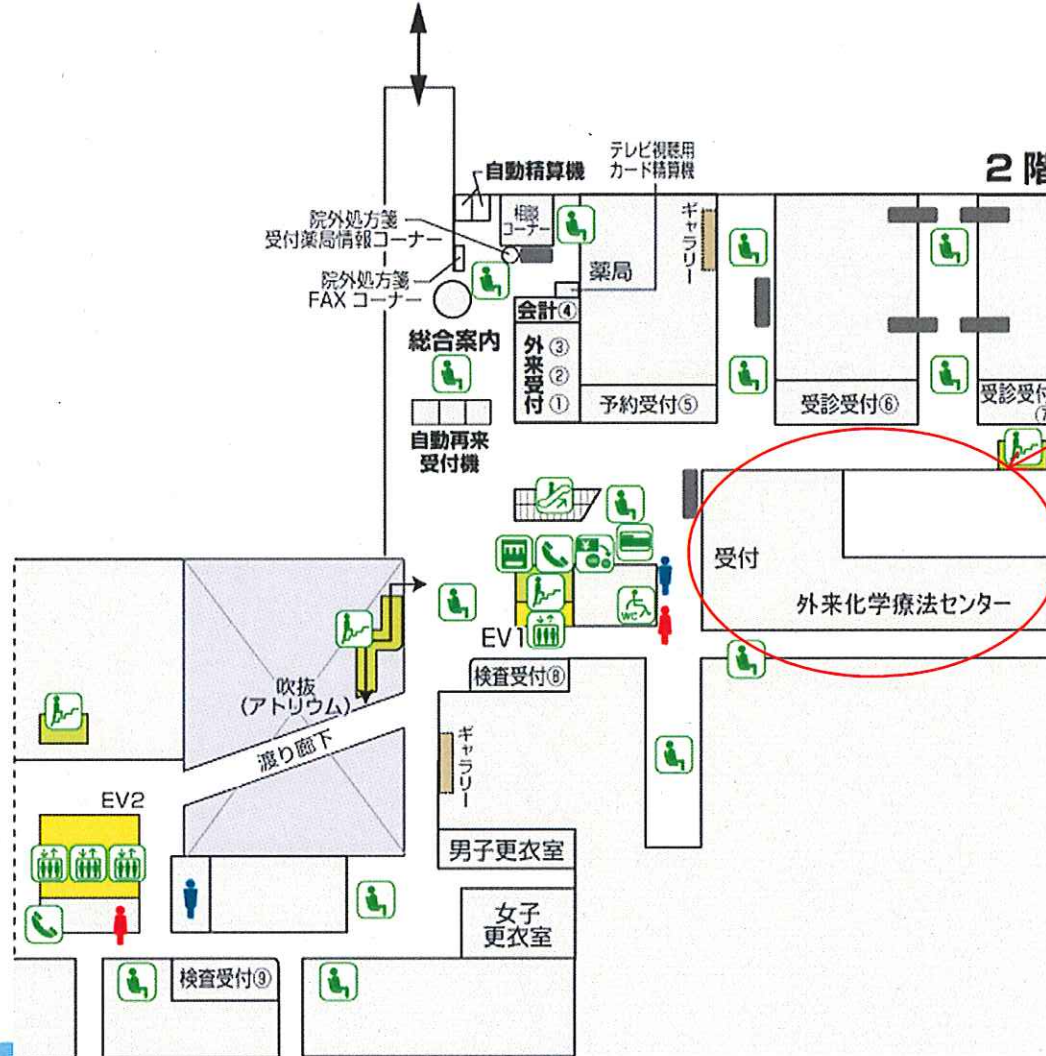 2階
自動精算機
テレビ視聴用
カード精算機
院外処方箋
受付薬局情報コーナー
相談
コーナー
ギャラリー
薬局
院外処方箋
FAX コーナー
会計④
総合案内
外来受付
③
②
①
予約受付⑤
受診受付⑥
受診受付
⑦
自動再来
受付機
受付
外来化学療法センター
WC
EV1
検査受付⑧
吹抜
(アトリウム)
渡り廊下
ギャラリー
EV2
男子更衣室
女子
更衣室
検査受付⑨